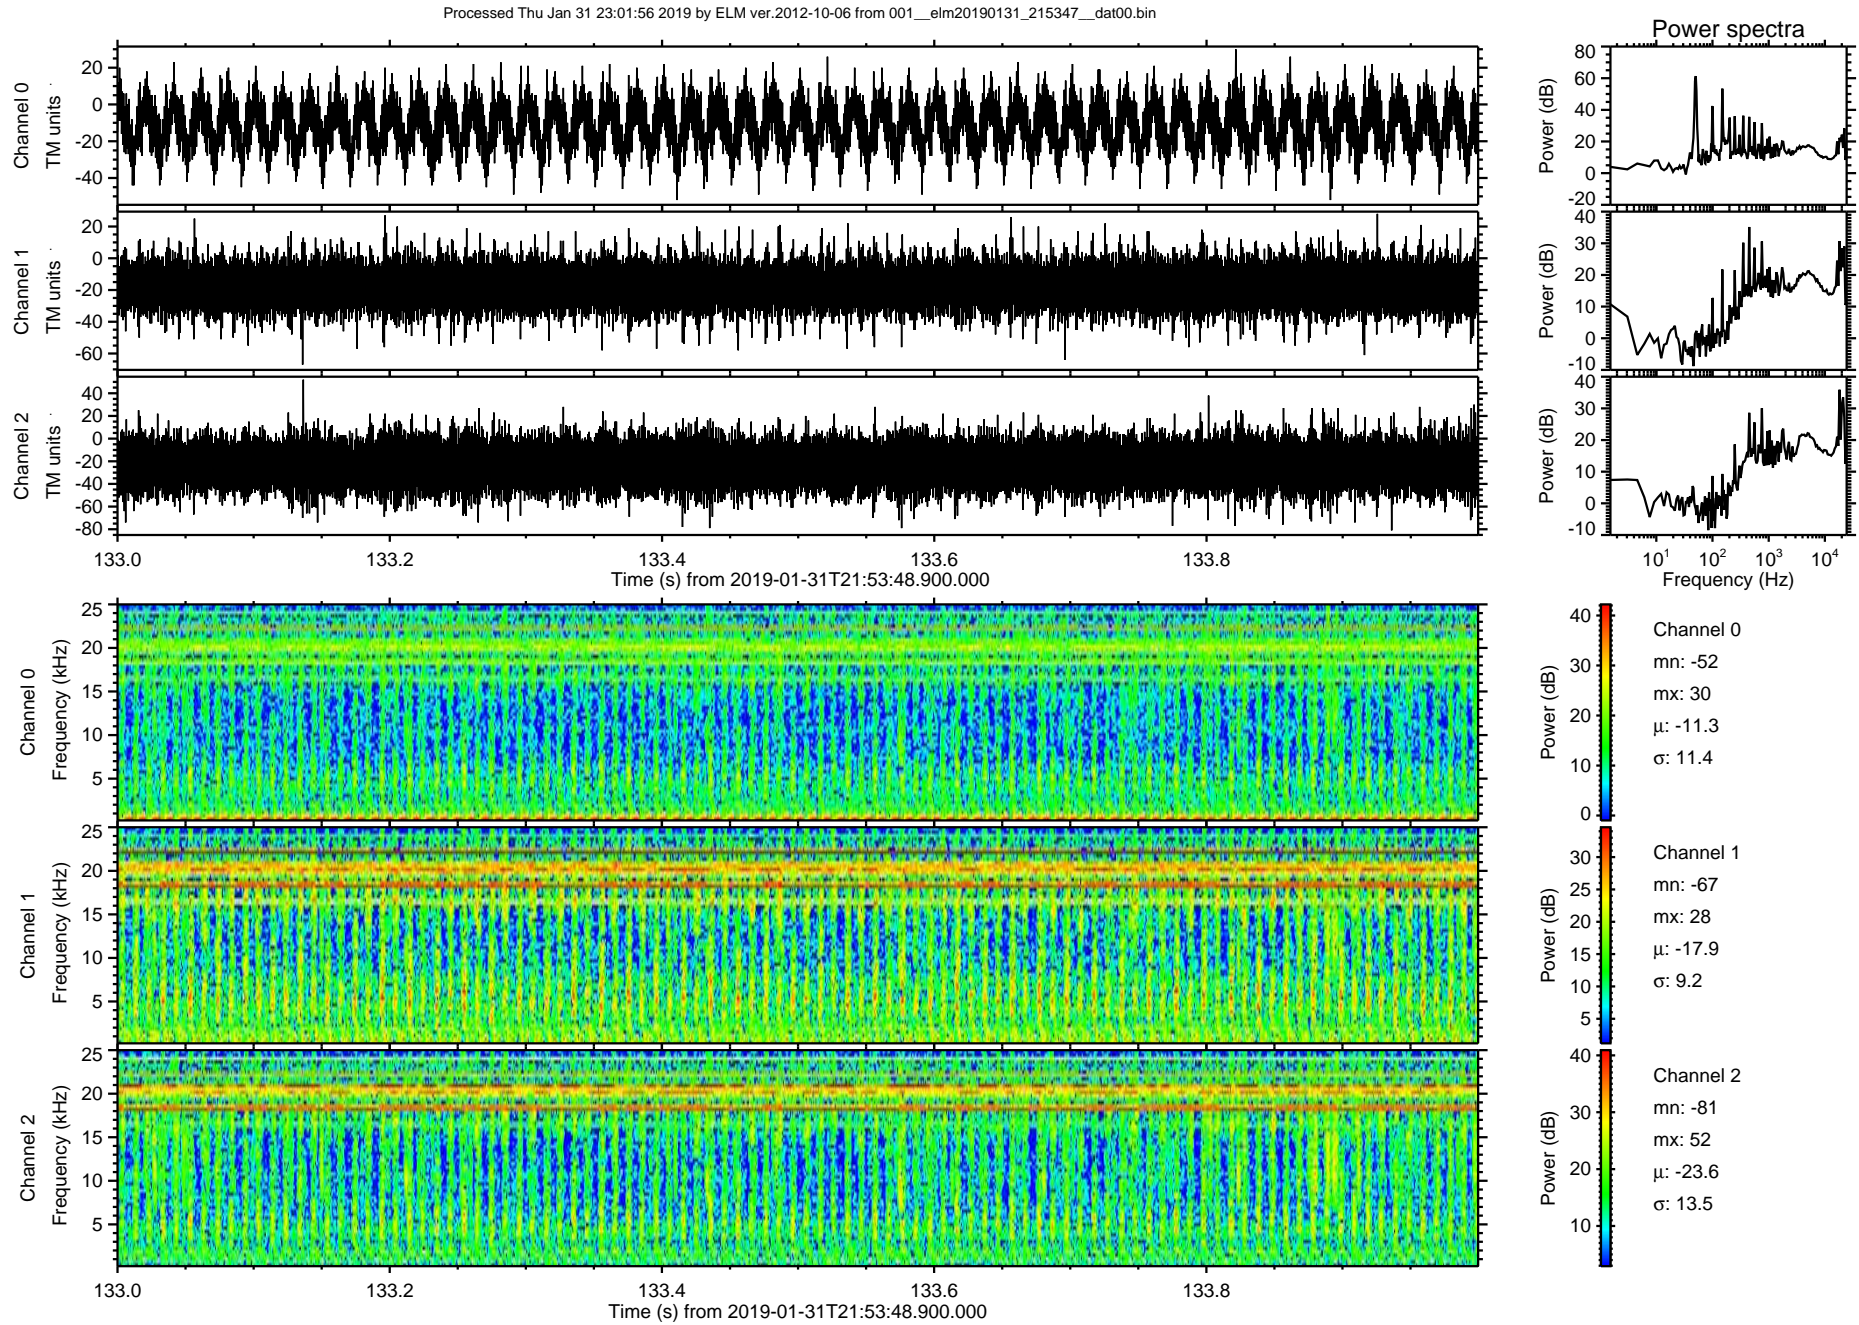 Processed Thu Jan 31 23:01:56 2019 by ELM ver.2012-10-06 from 001__elm20190131_215347__dat00.bin
Power spectra
Channel 0
TM units
20
0
-20
-40
Power (dB)
80
60
40
20
0
-20
Channel 1
TM units
20
0
-20
-40
-60
Power (dB)
40
30
20
10
0
-10
Channel 2
TM units
40
20
0
-20
-40
-60
-80
Power (dB)
40
30
20
10
0
-10
133.0 133.2 133.4 133.6 133.8
Time (s) from 2019-01-31T21:53:48.900.000
10^1 10^2 10^3 10^4
Frequency (Hz)
Channel 0
Frequency (kHz)
25
20
15
10
5
Power (dB)
40
30
20
10
0
Channel 0
mn: -52
mx: 30
μ: -11.3
σ: 11.4
Channel 1
Frequency (kHz)
25
20
15
10
5
Power (dB)
30
25
20
15
10
5
Channel 1
mn: -67
mx: 28
μ: -17.9
σ: 9.2
Channel 2
Frequency (kHz)
25
20
15
10
5
Power (dB)
40
30
20
10
Channel 2
mn: -81
mx: 52
μ: -23.6
σ: 13.5
133.0 133.2 133.4 133.6 133.8
Time (s) from 2019-01-31T21:53:48.900.000